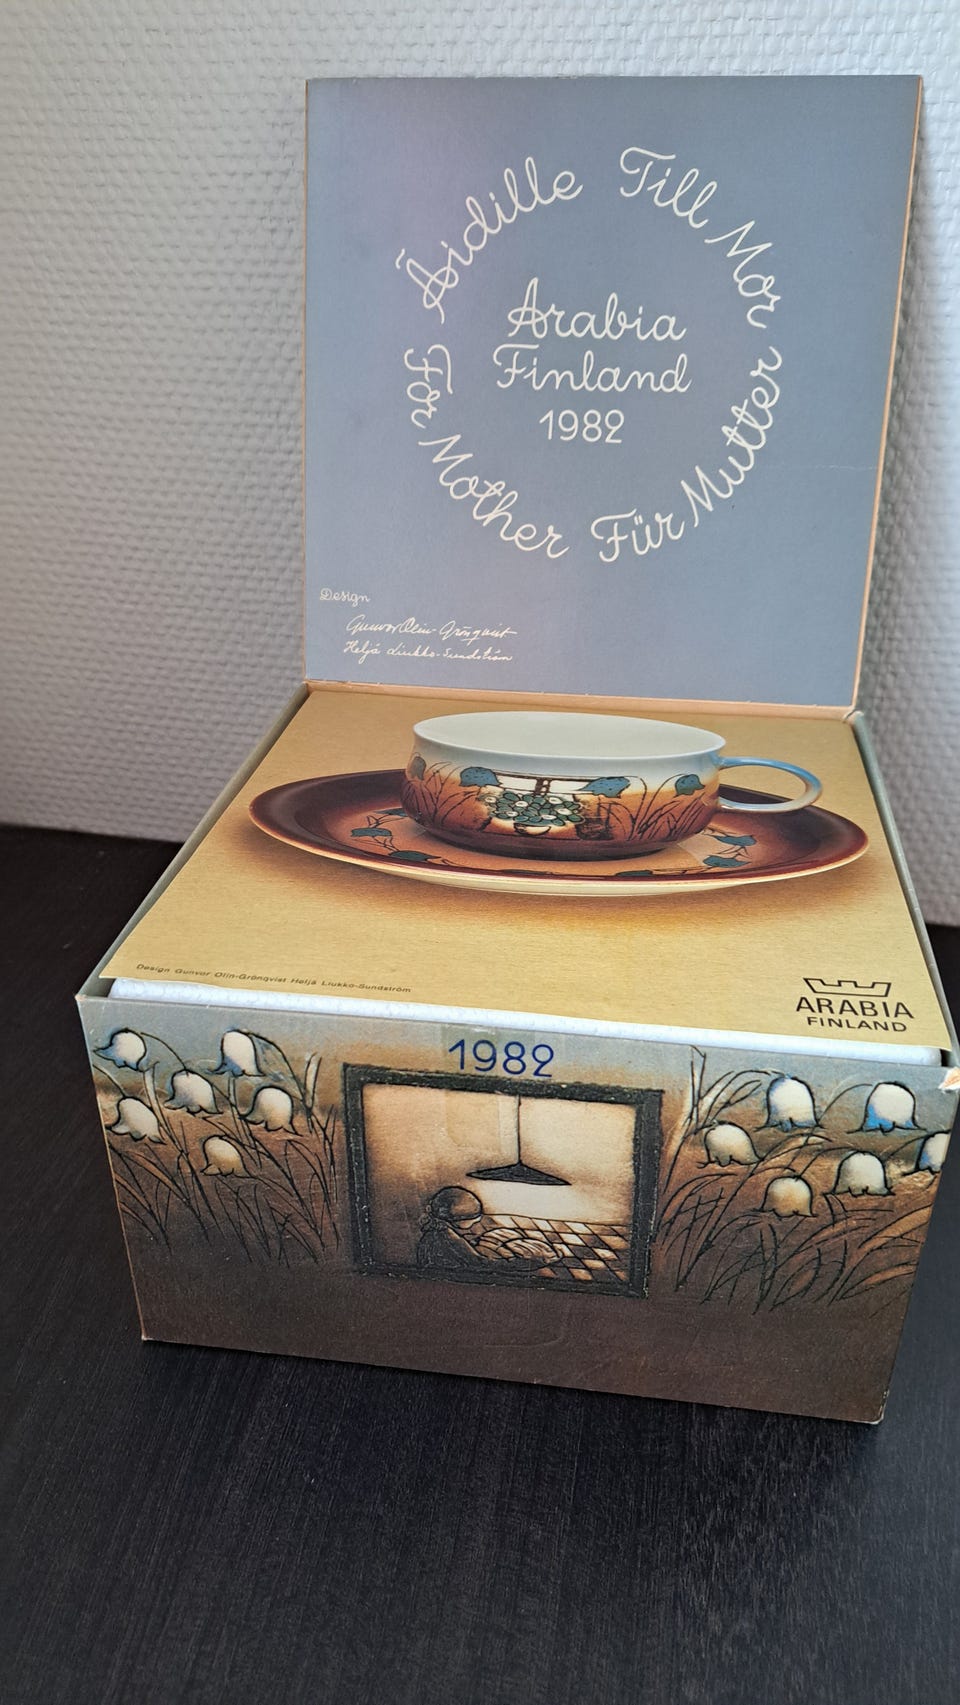 Äidille Till Mor
For Mother Für Mutter
Arabia
Finland
1982
Design
Gunvor Olin-Grönqvist
Heljä Liukko-Sundström
Design Gunvor Olin-Grönqvist Heljä Liukko-Sundström
ARABIA
FINLAND
1982